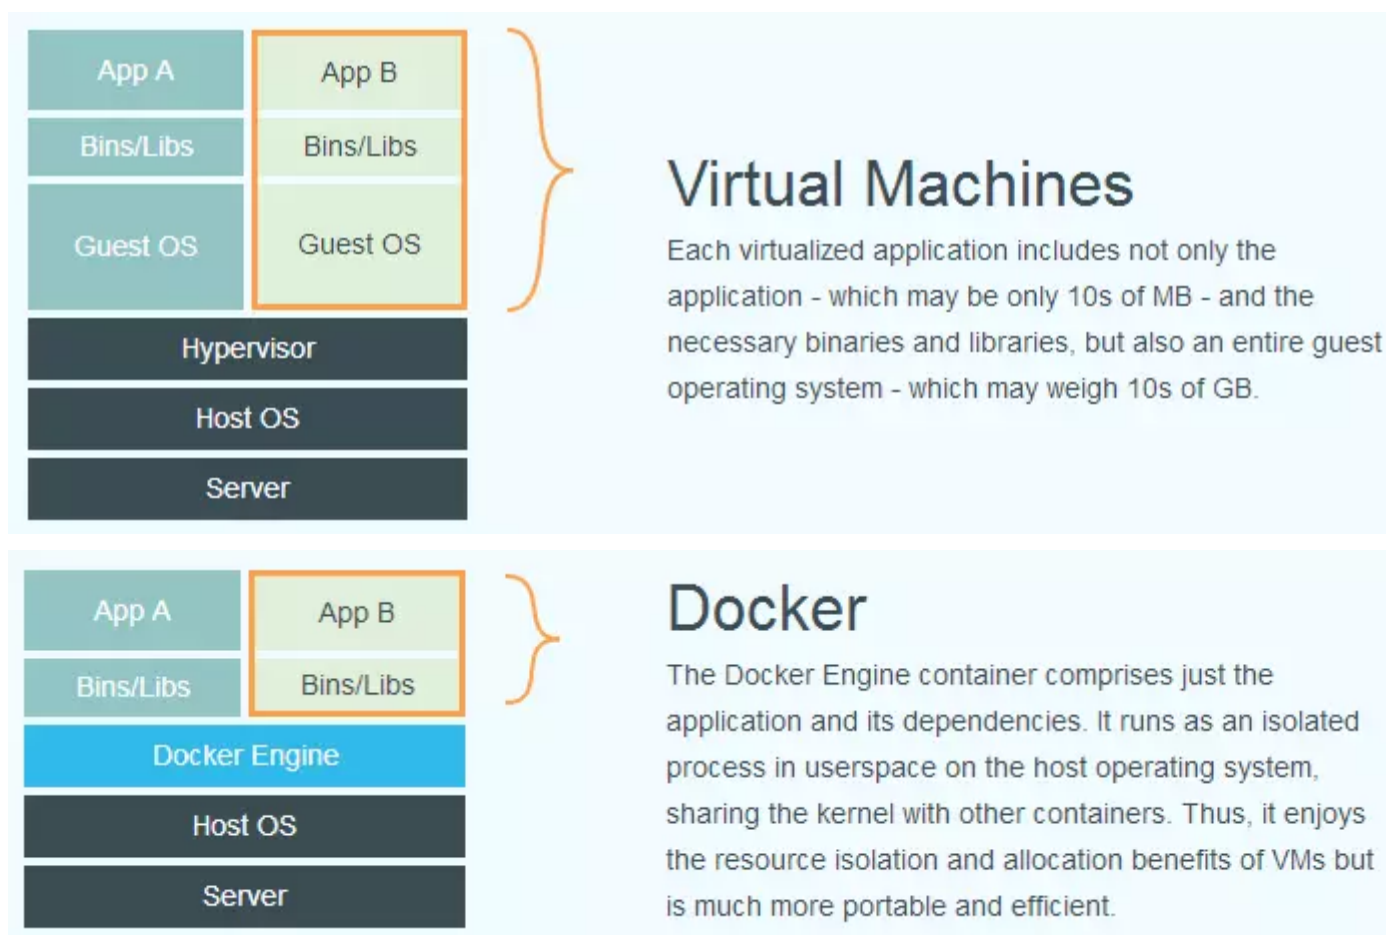 App A
App B
Bins/Libs
Bins/Libs
Guest OS
Guest OS
Hypervisor
Host OS
Server
Virtual Machines
Each virtualized application includes not only the
application - which may be only 10s of MB - and the
necessary binaries and libraries, but also an entire guest
operating system - which may weigh 10s of GB.
App A
App B
Bins/Libs
Bins/Libs
Docker Engine
Host OS
Server
Docker
The Docker Engine container comprises just the
application and its dependencies. It runs as an isolated
process in userspace on the host operating system,
sharing the kernel with other containers. Thus, it enjoys
the resource isolation and allocation benefits of VMs but
is much more portable and efficient.